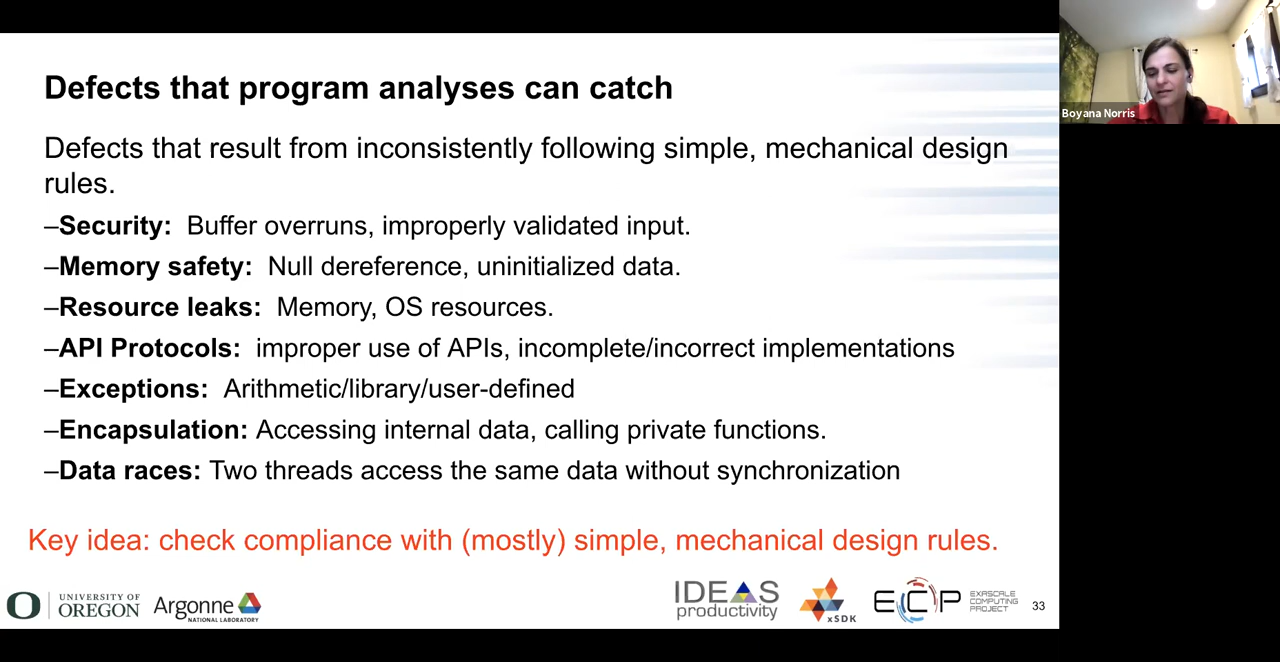 Defects that program analyses can catch
Defects that result from inconsistently following simple, mechanical design
rules.
–Security:  Buffer overruns, improperly validated input.
–Memory safety:  Null dereference, uninitialized data.
–Resource leaks:  Memory, OS resources.
–API Protocols:  improper use of APIs, incomplete/incorrect implementations
–Exceptions:  Arithmetic/library/user-defined
–Encapsulation: Accessing internal data, calling private functions.
–Data races: Two threads access the same data without synchronization
Key idea: check compliance with (mostly) simple, mechanical design rules.
O
UNIVERSITY OF
OREGON
Argonne
NATIONAL LABORATORY
IDEAS
productivity
xSDK
ECP
EXASCALE
COMPUTING
PROJECT
33
Boyana Norris